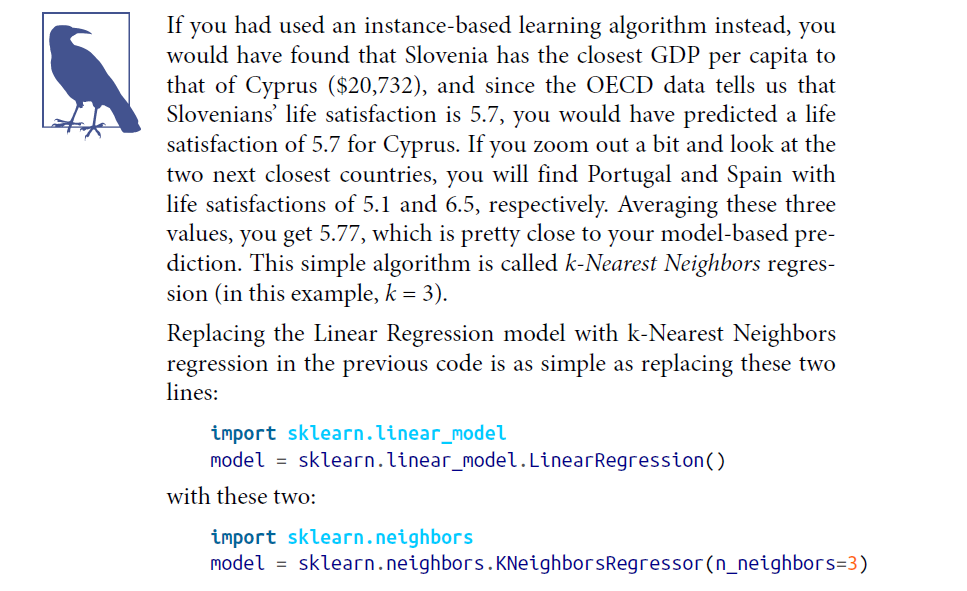 If you had used an instance-based learning algorithm instead, you
would have found that Slovenia has the closest GDP per capita to
that of Cyprus ($20,732), and since the OECD data tells us that
Slovenians’ life satisfaction is 5.7, you would have predicted a life
satisfaction of 5.7 for Cyprus. If you zoom out a bit and look at the
two next closest countries, you will find Portugal and Spain with
life satisfactions of 5.1 and 6.5, respectively. Averaging these three
values, you get 5.77, which is pretty close to your model-based pre-
diction. This simple algorithm is called k-Nearest Neighbors regres-
sion (in this example, k = 3).
Replacing the Linear Regression model with k-Nearest Neighbors
regression in the previous code is as simple as replacing these two
lines:
import sklearn.linear_model
model = sklearn.linear_model.LinearRegression()
with these two:
import sklearn.neighbors
model = sklearn.neighbors.KNeighborsRegressor(n_neighbors=3)